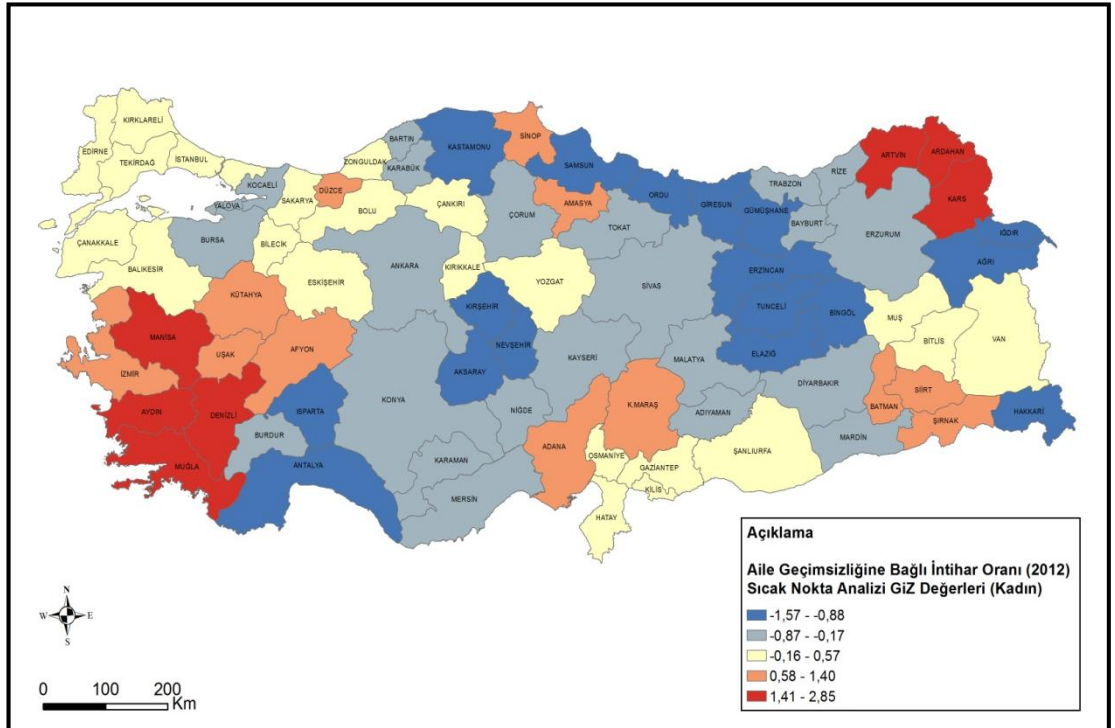 KIRKLARELİ
EDİRNE
TEKİRDAĞ
İSTANBUL
KOCAELİ
YALOVA
SAKARYA
DÜZCE
ZONGULDAK
BARTIN
KARABÜK
KASTAMONU
SİNOP
SAMSUN
ORDU
GİRESUN
TRABZON
RİZE
ARTVİN
ARDAHAN
KARS
GÜMÜŞHANE
BAYBURT
ERZURUM
IĞDIR
AĞRI
BOLU
ÇANKIRI
ÇORUM
AMASYA
TOKAT
ÇANAKKALE
BALIKESİR
BURSA
BİLECİK
ESKİŞEHİR
ANKARA
KIRIKKALE
YOZGAT
SİVAS
ERZİNCAN
TUNCELİ
BİNGÖL
MUŞ
BİTLİS
VAN
KÜTAHYA
MANİSA
UŞAK
AFYON
KIRŞEHİR
NEVŞEHİR
AKSARAY
KAYSERİ
MALATYA
ELAZIĞ
DİYARBAKIR
İZMİR
AYDIN
DENİZLİ
ISPARTA
BURDUR
KONYA
NİĞDE
K.MARAŞ
ADIYAMAN
BATMAN
SİİRT
ŞIRNAK
HAKKARİ
MARDİN
MUĞLA
ANTALYA
KARAMAN
MERSİN
ADANA
OSMANİYE
GAZİANTEP
KİLİS
ŞANLIURFA
HATAY
N
W E
S
0 100 200
Km
Açıklama
Aile Geçimsizliğine Bağlı İntihar Oranı (2012)
Sıcak Nokta Analizi GiZ Değerleri (Kadın)
-1,57 - -0,88
-0,87 - -0,17
-0,16 - 0,57
0,58 - 1,40
1,41 - 2,85